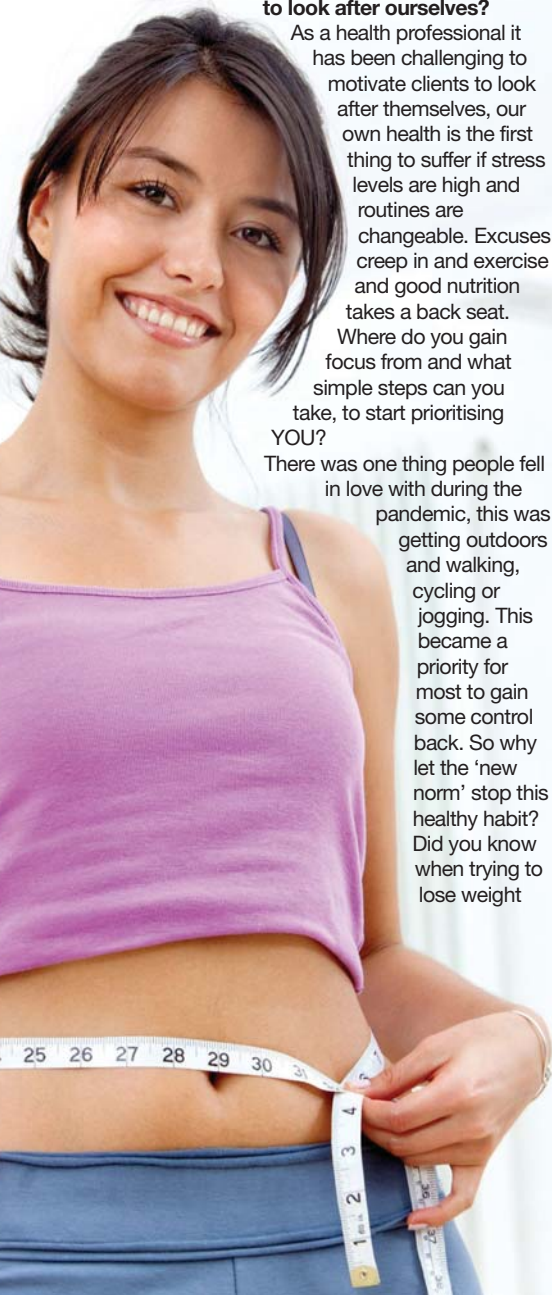 to look after ourselves?
As a health professional it
has been challenging to
motivate clients to look
after themselves, our
own health is the first
thing to suffer if stress
levels are high and
routines are
changeable. Excuses
creep in and exercise
and good nutrition
takes a back seat.
Where do you gain
focus from and what
simple steps can you
take, to start prioritising
YOU?
There was one thing people fell
in love with during the
pandemic, this was
getting outdoors
and walking,
cycling or
jogging. This
became a
priority for
most to gain
some control
back. So why
let the ‘new
norm’ stop this
healthy habit?
Did you know
when trying to
lose weight
25 26 27 28 29 30 31
4
3
2
1